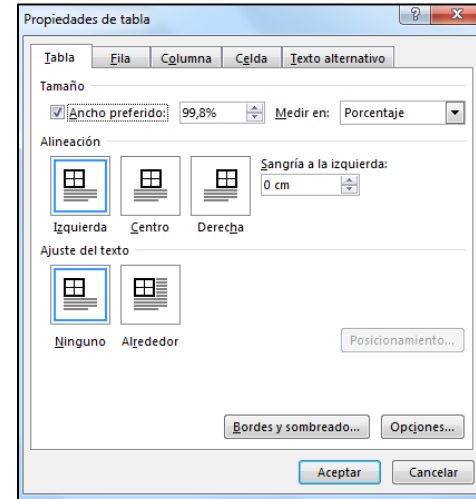 Propiedades de tabla
Tabla Fila Columna Celda Texto alternativo
Tamaño
Ancho preferido: 99,8% Medir en: Porcentaje
Alineación
Sangría a la izquierda:
0 cm
Izquierda Centro Derecha
Ajuste del texto
Ninguno Alrededor
Posicionamiento...
Bordes y sombreado... Opciones...
Aceptar Cancelar